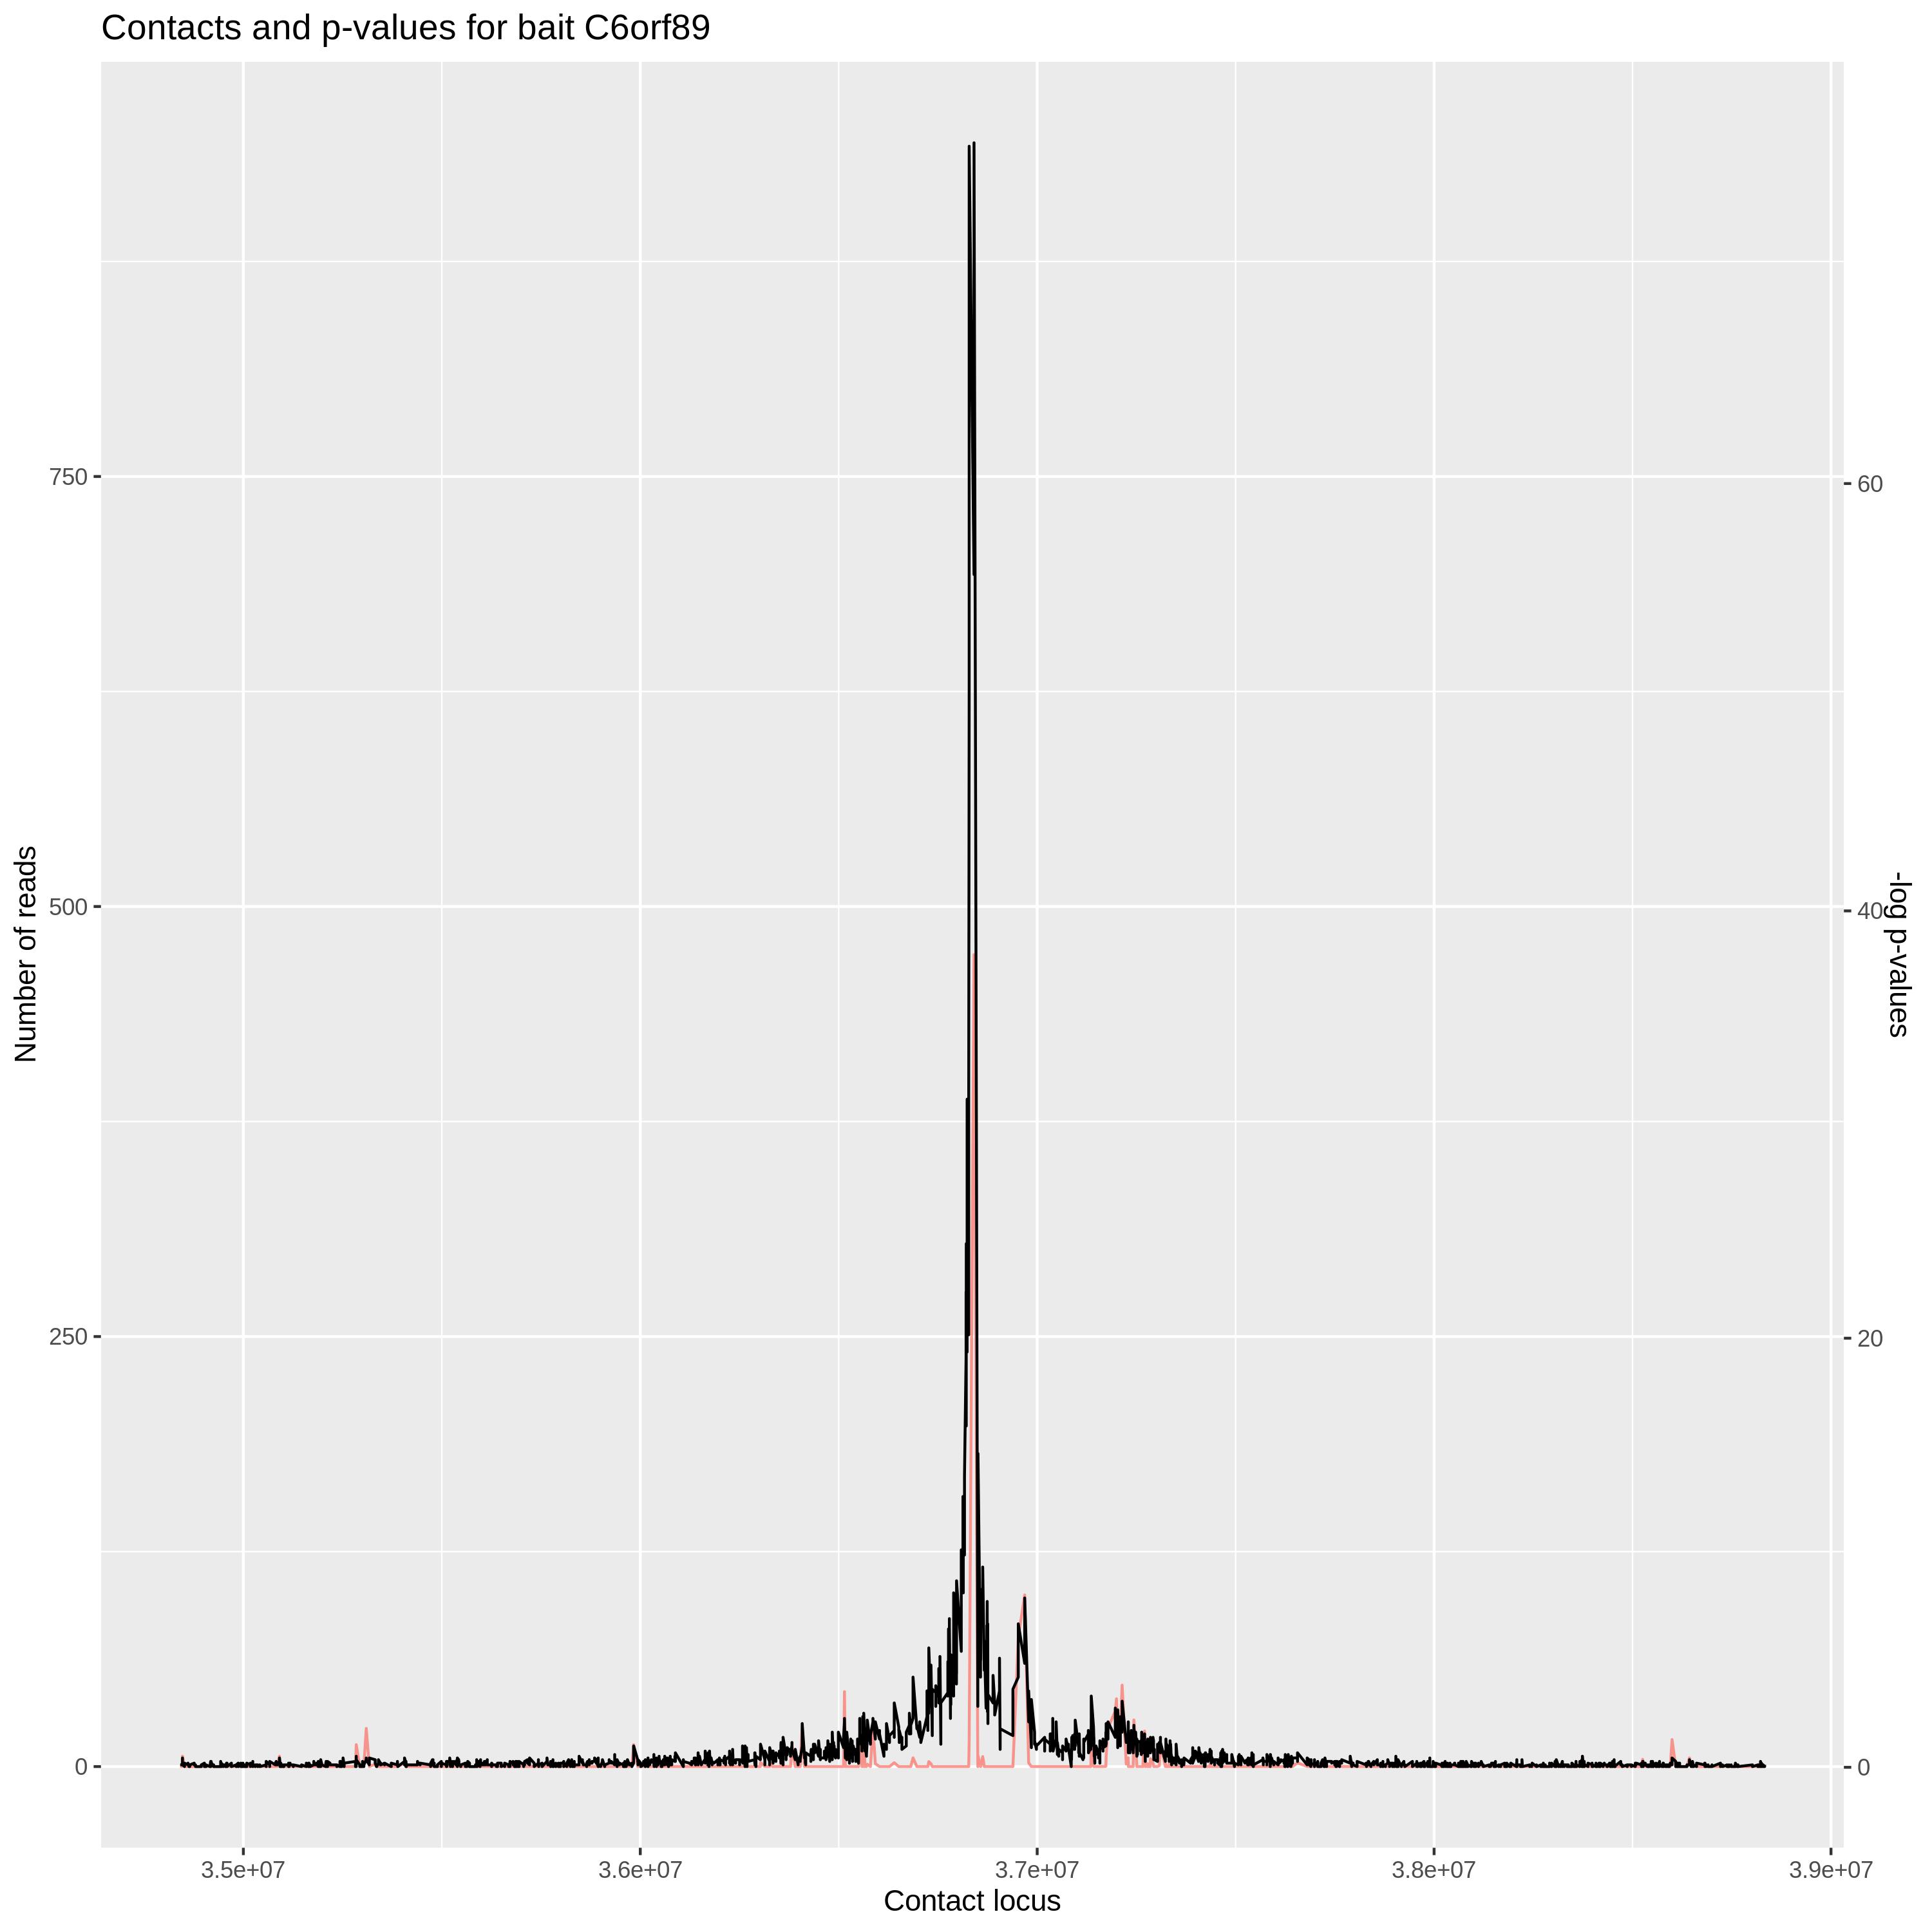 Contacts and p-values for bait C6orf89
Number of reads
750
500
250
0
60
40
20
0
-log p-values
3.5e+07 3.6e+07 3.7e+07 3.8e+07 3.9e+07
Contact locus